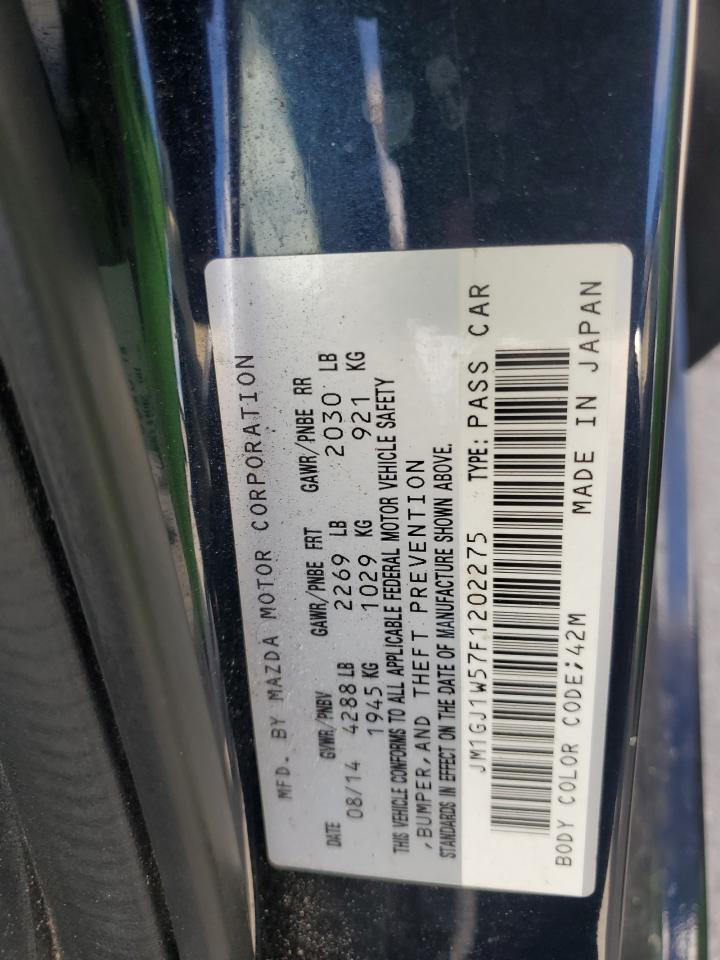 MFD. BY MAZDA MOTOR CORPORATION
DATE GVWR/PNBV GAWR/PNBE FRT GAWR/PNBE RR
08/14 4288 LB 2269 LB 2030 LB
1945 KG 1029 KG 921 KG
THIS VEHICLE CONFORMS TO ALL APPLICABLE FEDERAL MOTOR VEHICLE SAFETY
,BUMPER,AND THEFT PREVENTION
STANDARDS IN EFFECT ON THE DATE OF MANUFACTURE SHOWN ABOVE.
JM1GJ1W57F1202275 TYPE: PASS CAR
BODY COLOR CODE;42M MADE IN JAPAN